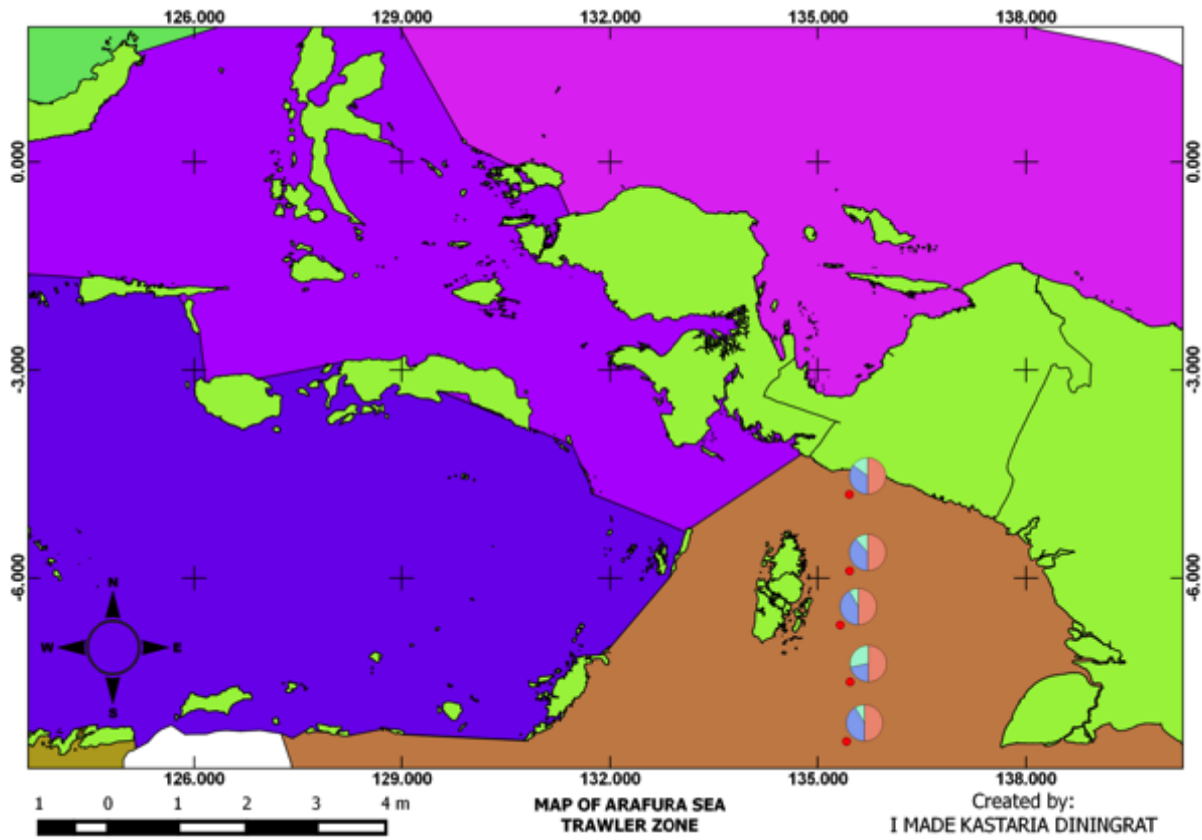 126.000 129.000 132.000 135.000 138.000
0.000 0.000
-3.000 -3.000
-6.000 -6.000
N
W E
S
126.000 129.000 132.000 135.000 138.000
1 0 1 2 3 4 m
MAP OF ARAFURA SEA
TRAWLER ZONE
Created by:
I MADE KASTARIA DININGRAT